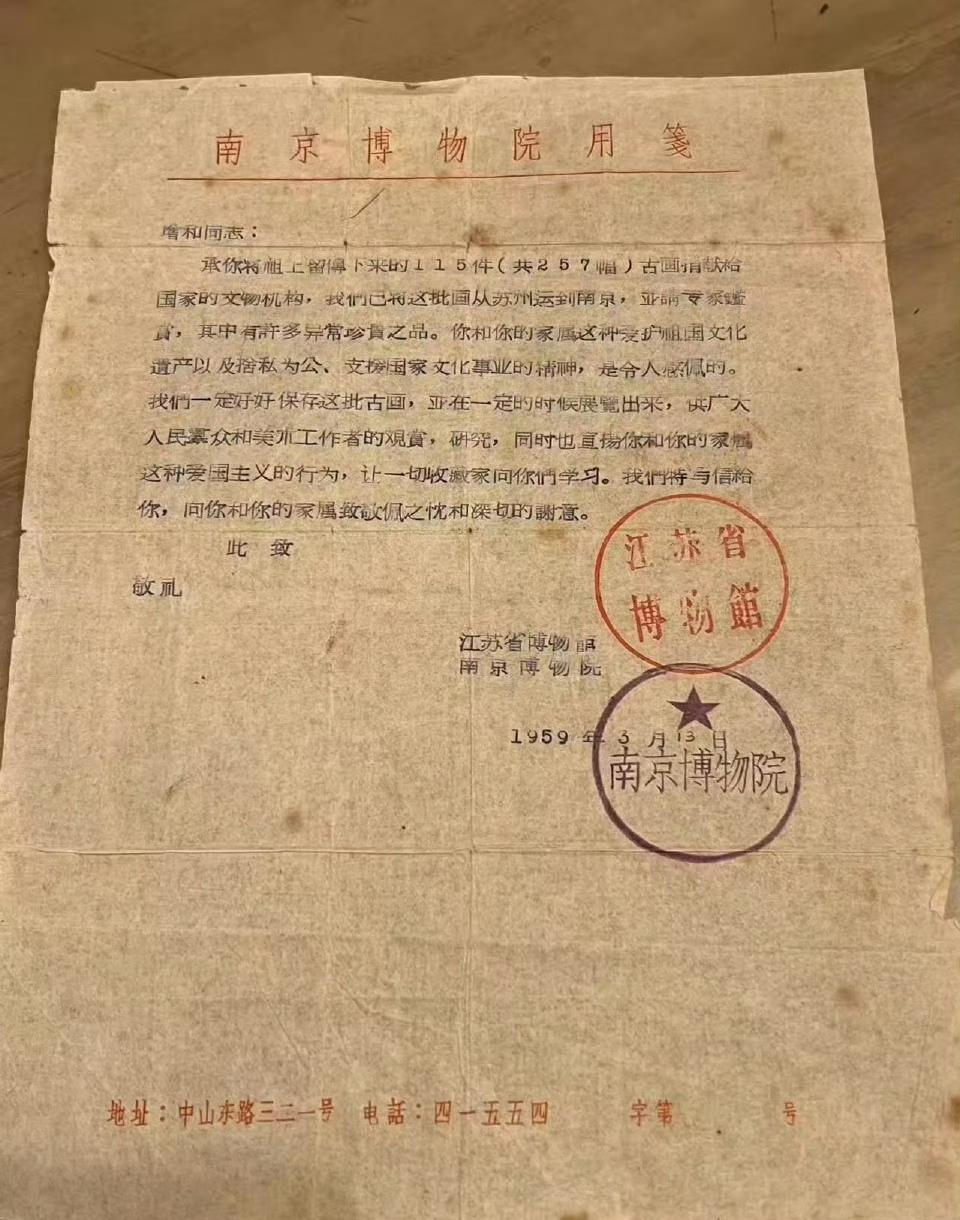 南京博物院用箋
增和同志：
承你将祖上留傳下来的115件(共257幅)古画捐献给
国家的文物机构，我們已将这批画从苏州运到南京，並請专家鑑
賞，其中有許多异常珍貴之品。你和你的家属这种爱护祖国文化
遺产以及捨私为公、支援国家文化事业的精神，是令人感佩的。
我們一定好好保存这批古画，並在一定的时候展覽出来，供广大
人民羣众和美术工作者的观賞，研究，同时也宣揚你和你的家属
这种爱国主义的行为，让一切收藏家向你們学习。我們特与信給
你，向你和你的家属致敬佩之忱和深切的謝意。
此致
敬礼
江苏省博物館
南京博物院
1959年3月13日
江苏省
博物館
南京博物院
地址：中山东路三二一号 电話：四一五五四 字第 号